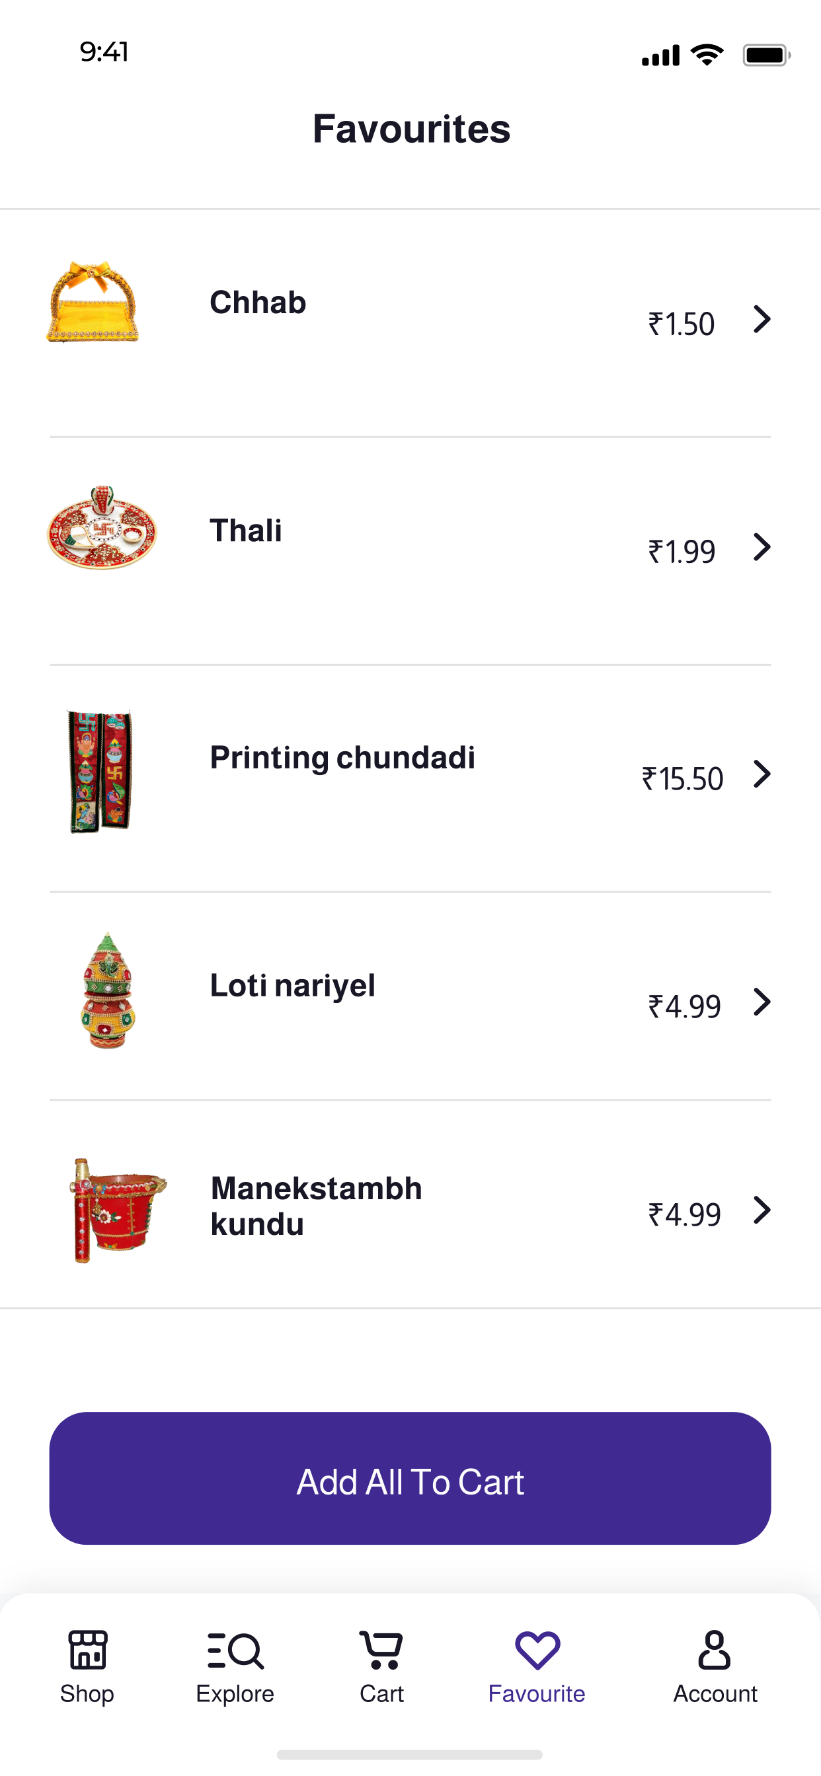 9:41
Favourites
Chhab
₹1.50
Thali
₹1.99
Printing chundadi
₹15.50
Loti nariyel
₹4.99
Manekstambh
kundu
₹4.99
Add All To Cart
Shop
Explore
Cart
Favourite
Account